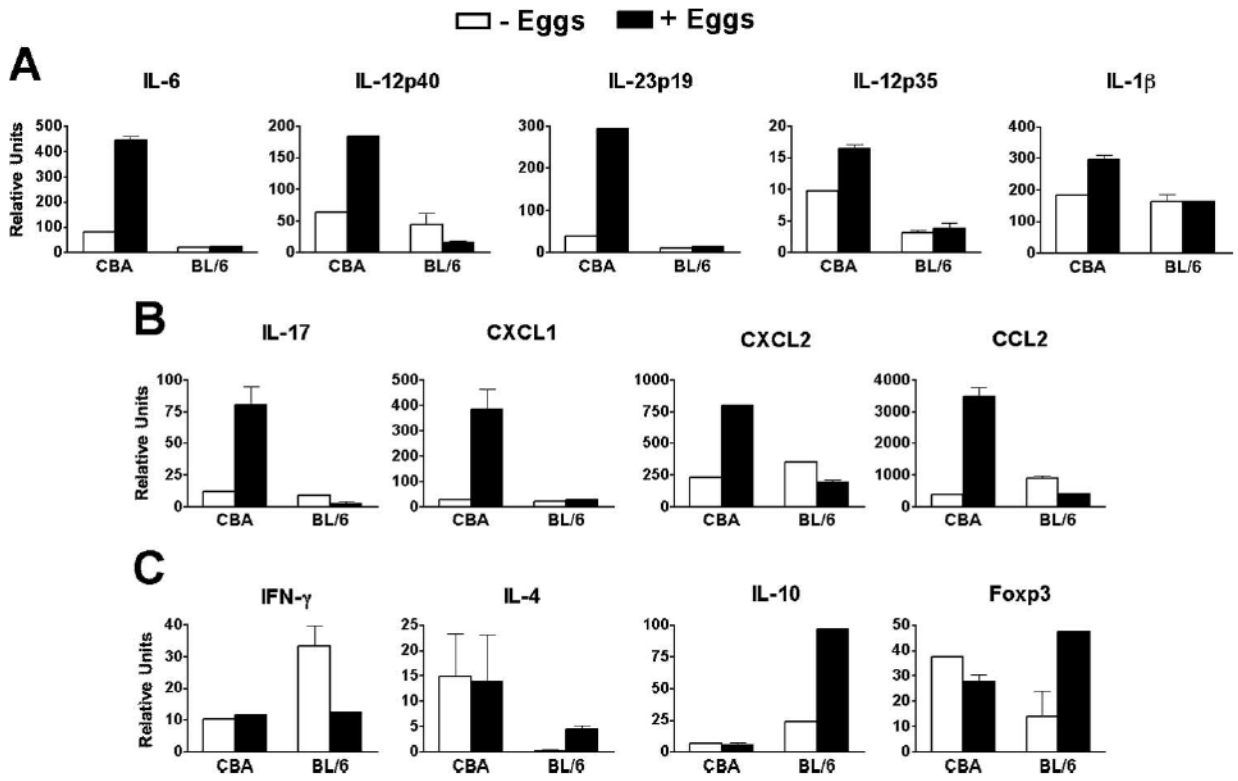 - Eggs + Eggs
A
IL-6 IL-12p40 IL-23p19 IL-12p35 IL-1β
Relative Units
500 400 300 200 100 0
CBA BL/6
200 150 100 50 0
CBA BL/6
300 200 100 0
CBA BL/6
20 15 10 5 0
CBA BL/6
400 300 200 100 0
CBA BL/6
B
IL-17 CXCL1 CXCL2 CCL2
Relative Units
100 75 50 25 0
CBA BL/6
500 400 300 200 100 0
CBA BL/6
1000 750 500 250 0
CBA BL/6
4000 3000 2000 1000 0
CBA BL/6
C
IFN-γ IL-4 IL-10 Foxp3
Relative Units
40 30 20 10 0
CBA BL/6
25 20 15 10 5 0
CBA BL/6
100 75 50 25 0
CBA BL/6
50 40 30 20 10 0
CBA BL/6